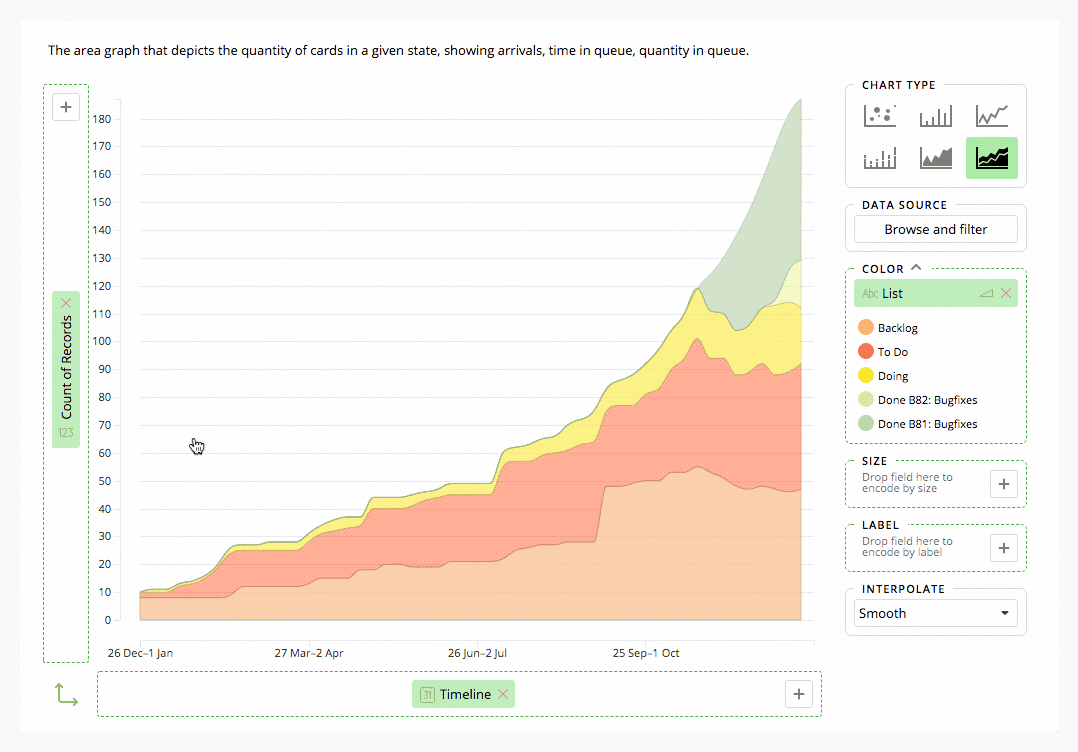 The area graph that depicts the quantity of cards in a given state, showing arrivals, time in queue, quantity in queue.
+
Count of Records
123
180
170
160
150
140
130
120
110
100
90
80
70
60
50
40
30
20
10
0
26 Dec–1 Jan
27 Mar–2 Apr
26 Jun–2 Jul
25 Sep–1 Oct
31 Timeline
+
CHART TYPE
DATA SOURCE
Browse and filter
COLOR
Abc List
Backlog
To Do
Doing
Done B82: Bugfixes
Done B81: Bugfixes
SIZE
Drop field here to
encode by size
+
LABEL
Drop field here to
encode by label
+
INTERPOLATE
Smooth